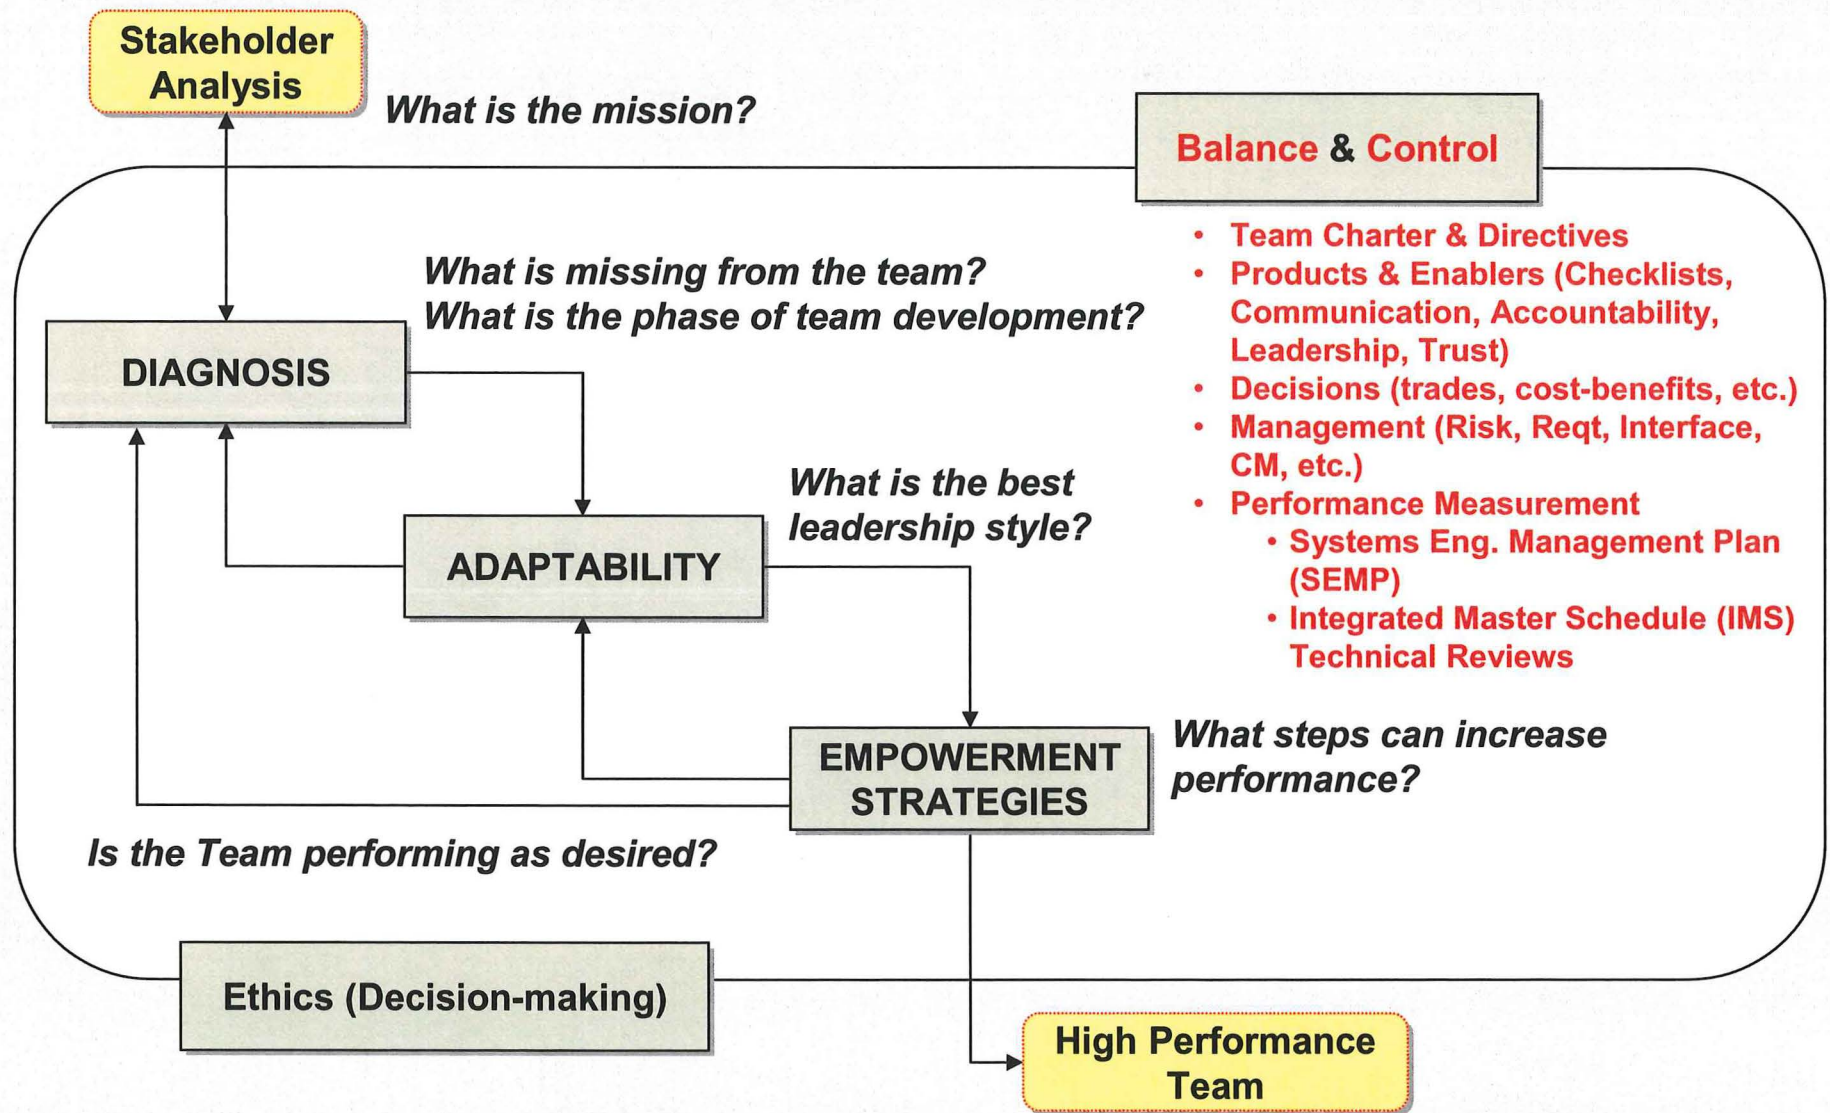 Stakeholder
Analysis
What is the mission?
Balance & Control
• Team Charter & Directives
• Products & Enablers (Checklists,
Communication, Accountability,
Leadership, Trust)
• Decisions (trades, cost-benefits, etc.)
• Management (Risk, Reqt, Interface,
CM, etc.)
• Performance Measurement
• Systems Eng. Management Plan
(SEMP)
• Integrated Master Schedule (IMS)
Technical Reviews
What is missing from the team?
What is the phase of team development?
DIAGNOSIS
What is the best
leadership style?
ADAPTABILITY
What steps can increase
performance?
EMPOWERMENT
STRATEGIES
Is the Team performing as desired?
Ethics (Decision-making)
High Performance
Team